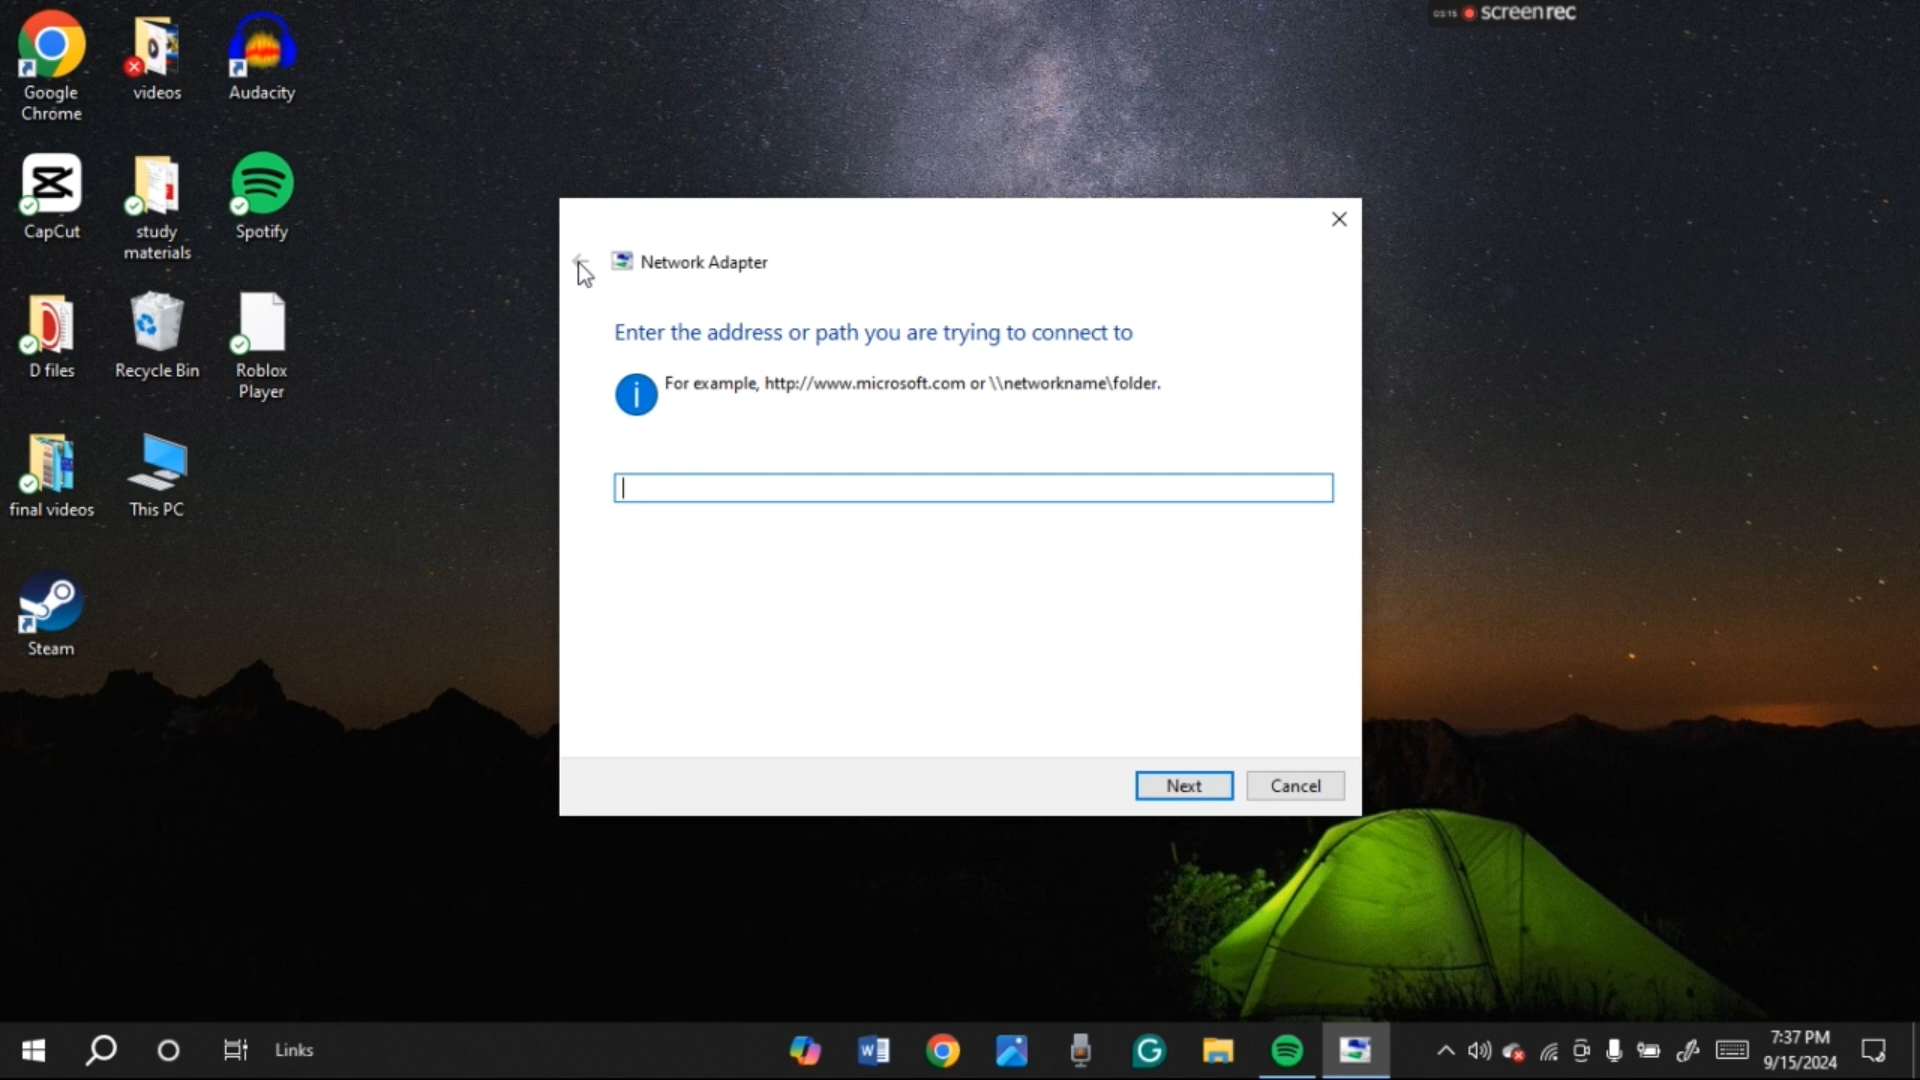 03:15 screenrec
Google Chrome
videos
Audacity
CapCut
study materials
Spotify
D files
Recycle Bin
Roblox Player
final videos
This PC
Steam
Network Adapter
Enter the address or path you are trying to connect to
For example, http://www.microsoft.com or \\networkname\folder.
Next
Cancel
Links
7:37 PM
9/15/2024